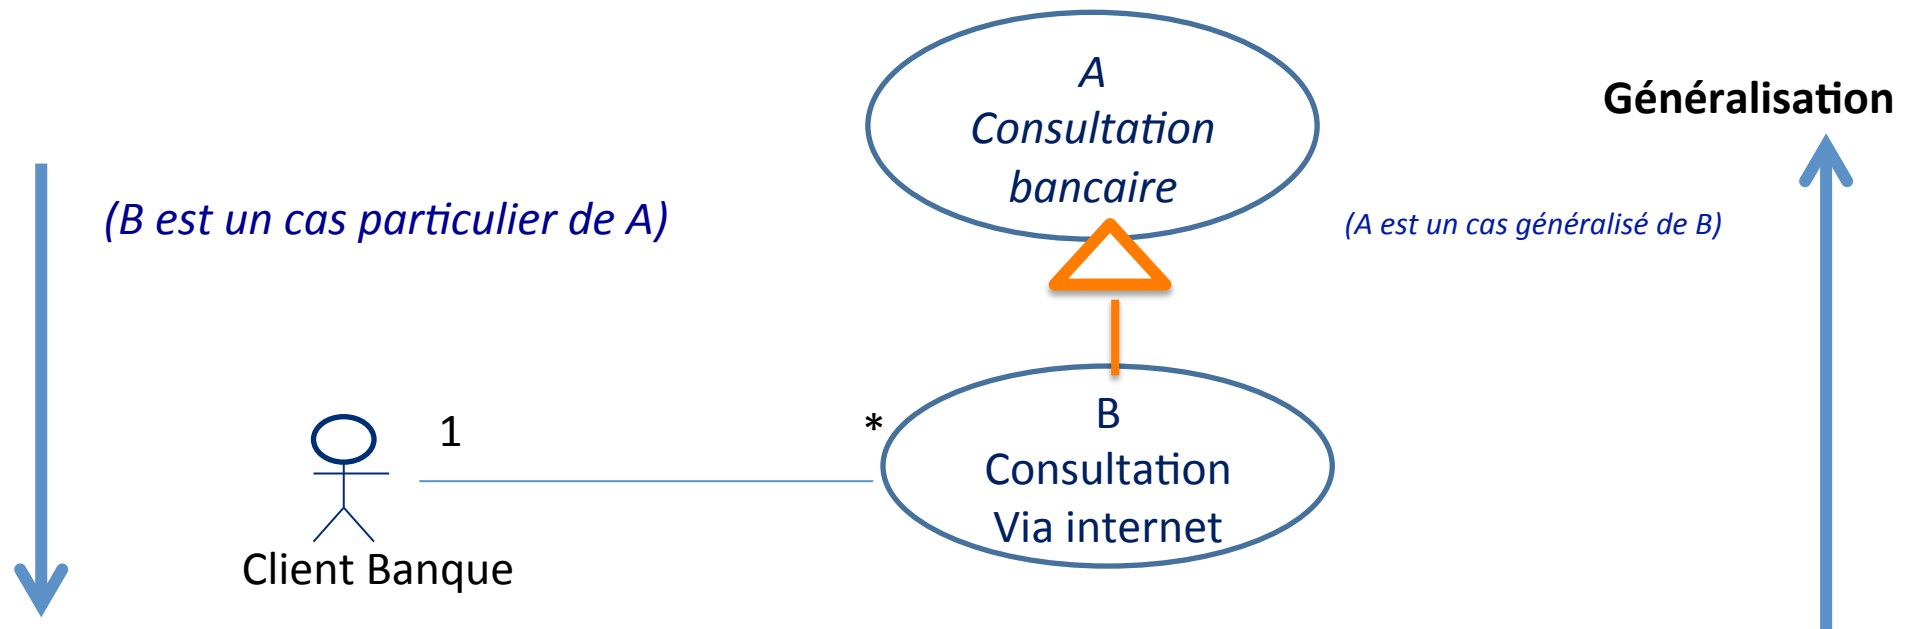 A
Consultation
bancaire
Généralisation
(B est un cas particulier de A)
(A est un cas généralisé de B)
1
*
B
Consultation
Via internet
Client Banque